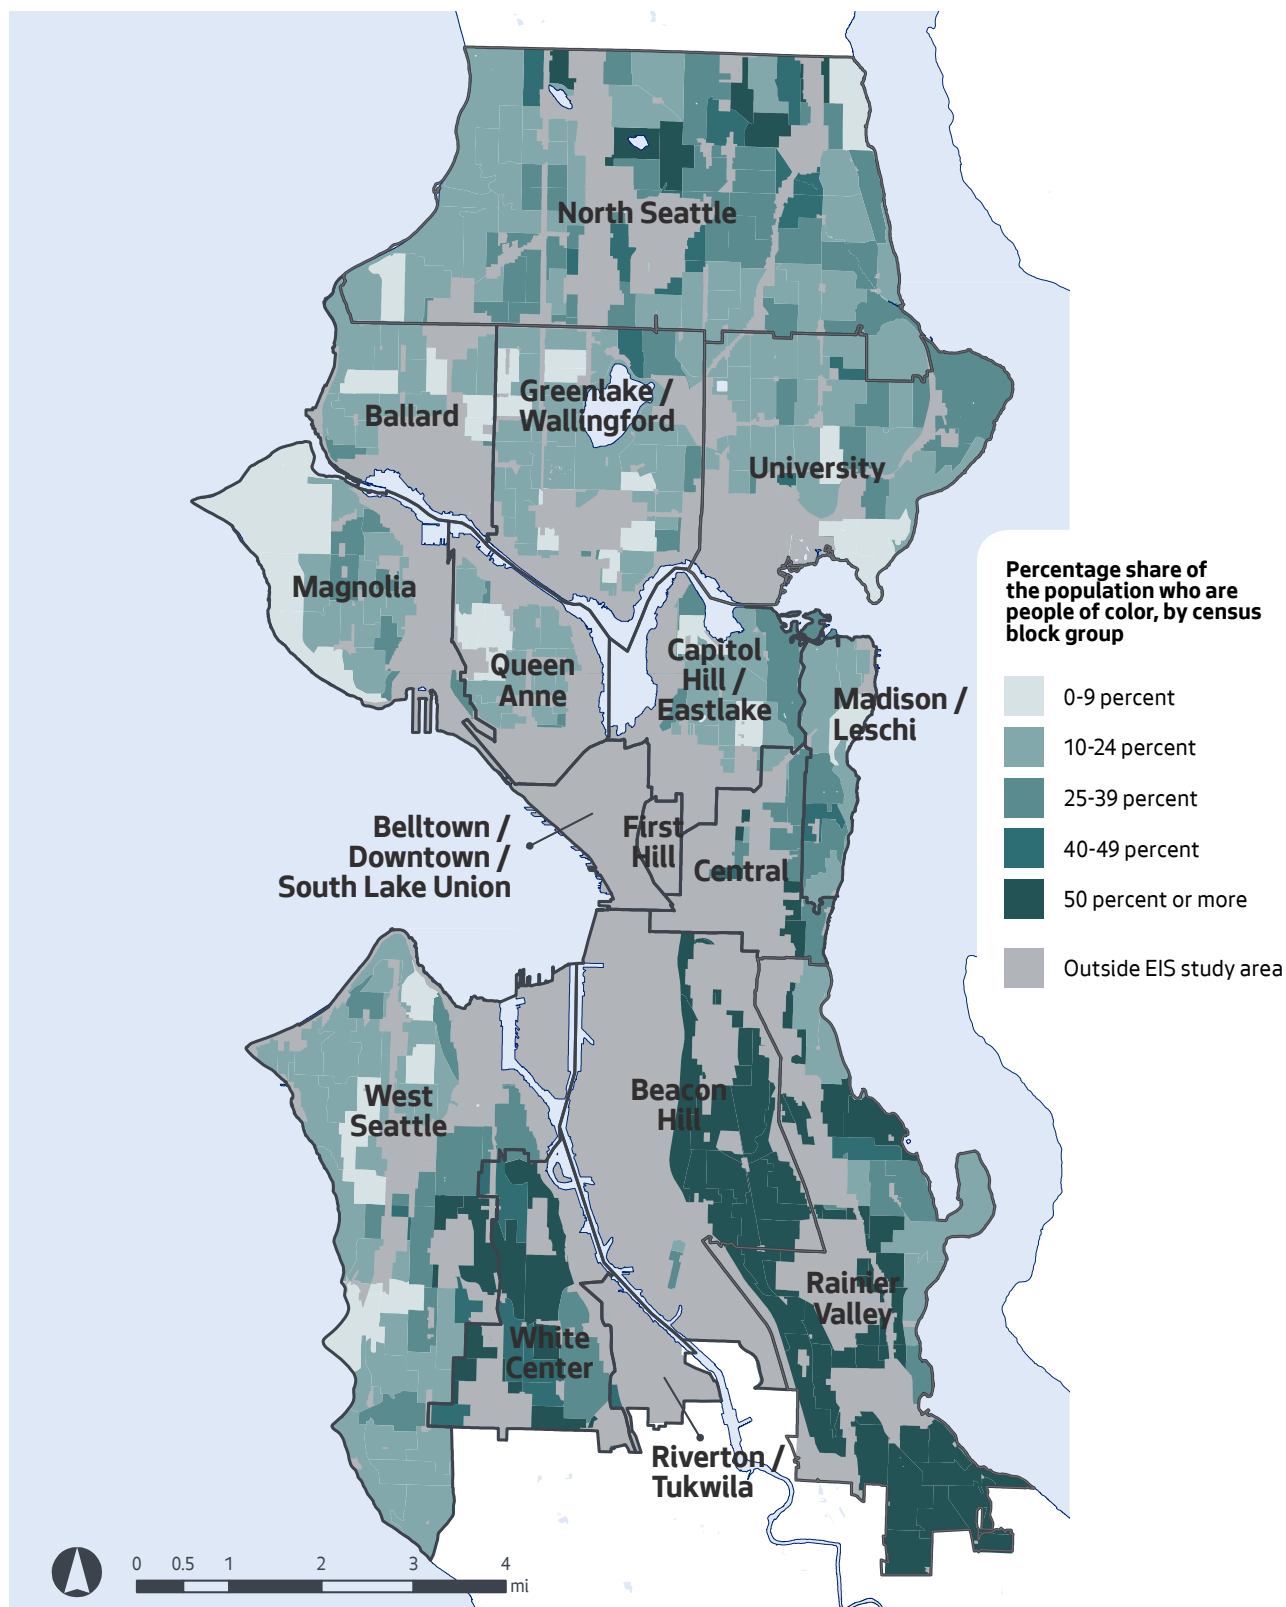 North Seattle
Greenlake /
Wallingford
Ballard
University
Magnolia
Queen
Anne
Capitol
Hill /
Eastlake
Madison /
Leschi
Belltown /
Downtown /
South Lake Union
First
Hill
Central
West
Seattle
Beacon
Hill
Rainier
Valley
White
Center
Riverton /
Tukwila
Percentage share of
the population who are
people of color, by census
block group
0-9 percent
10-24 percent
25-39 percent
40-49 percent
50 percent or more
Outside EIS study area
0 0.5 1 2 3 4
mi